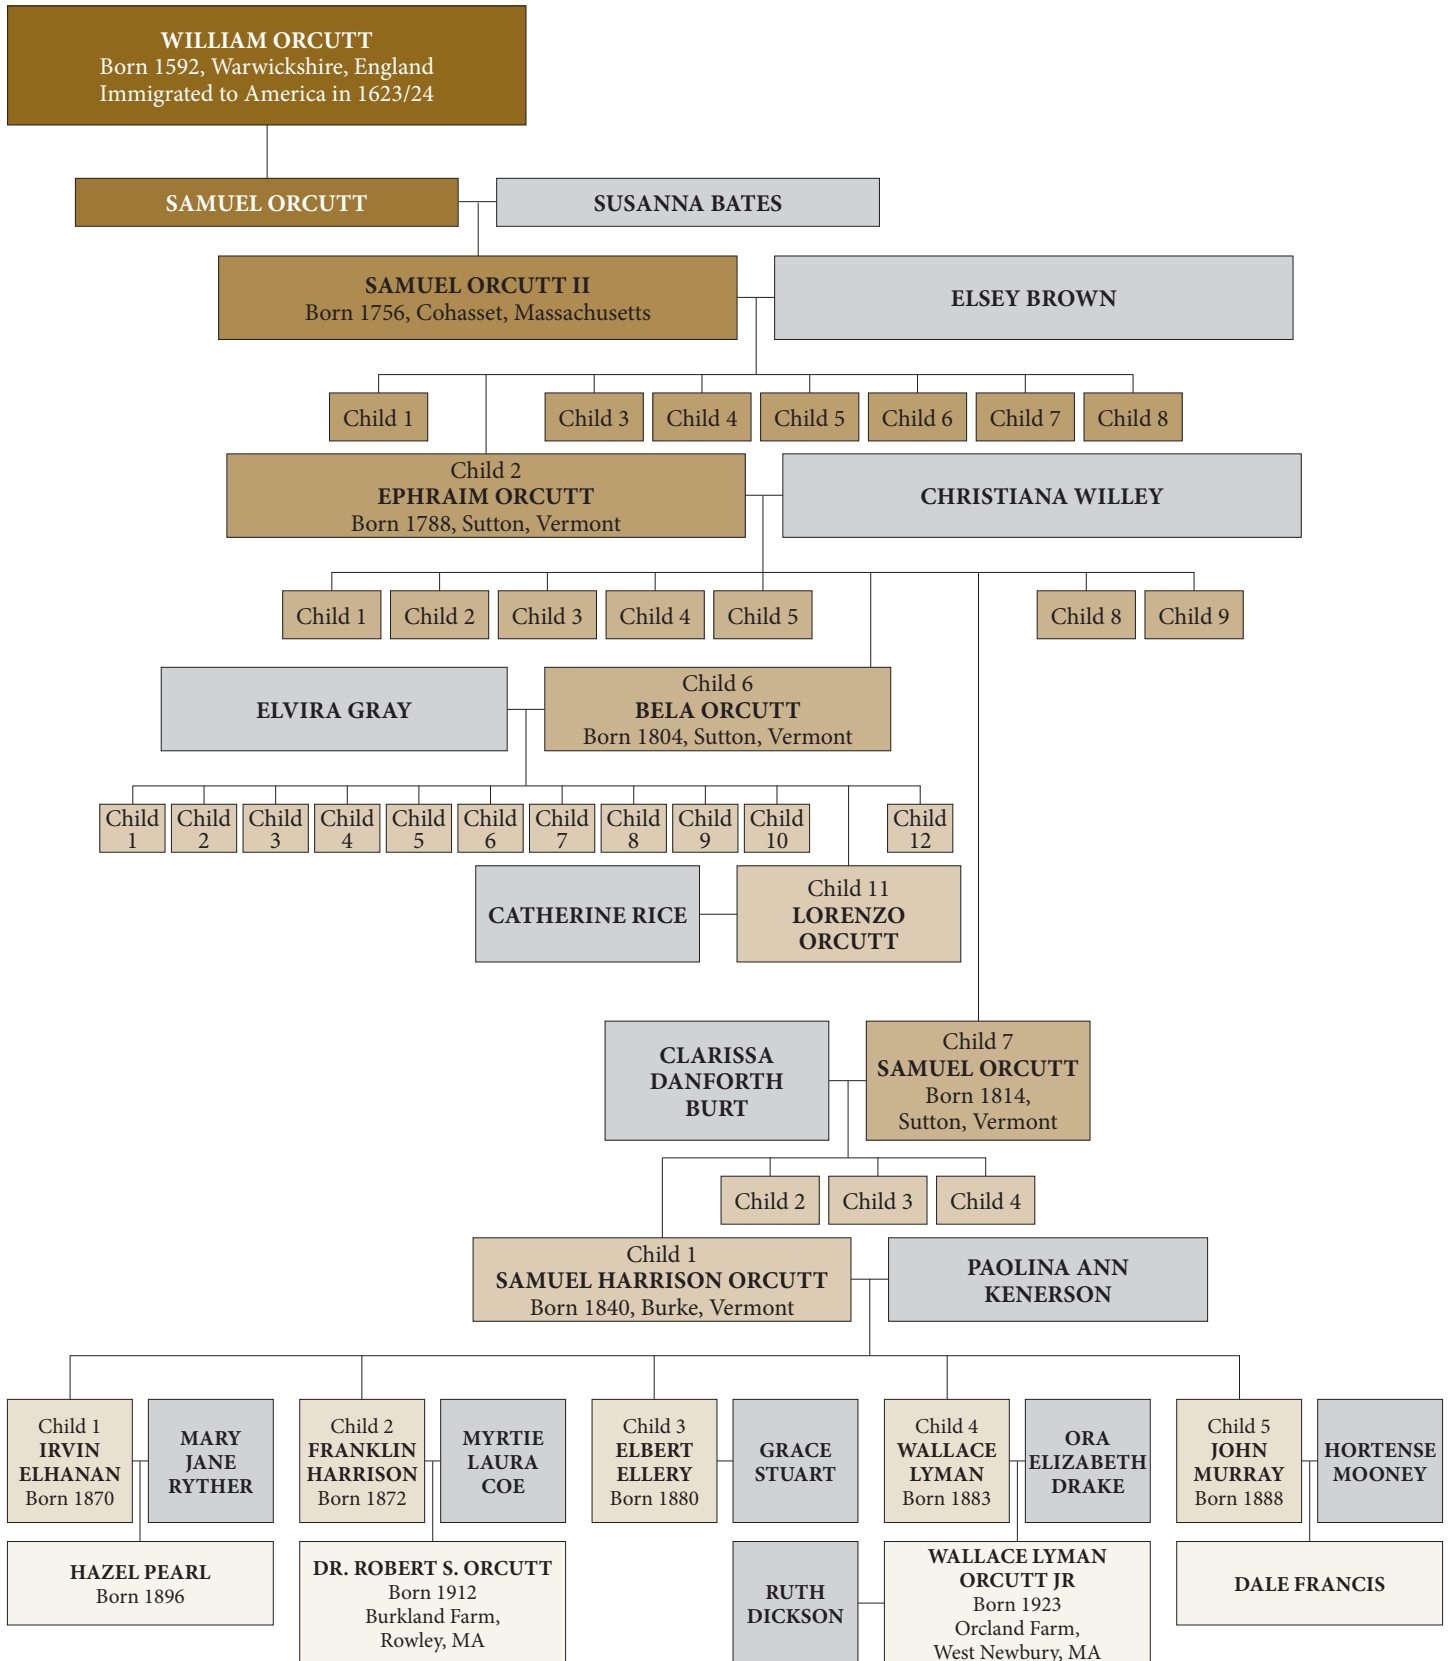 WILLIAM ORCUTT
Born 1592, Warwickshire, England
Immigrated to America in 1623/24
SAMUEL ORCUTT
SUSANNA BATES
SAMUEL ORCUTT II
Born 1756, Cohasset, Massachusetts
ELSEY BROWN
Child 1
Child 3
Child 4
Child 5
Child 6
Child 7
Child 8
Child 2
EPHRAIM ORCUTT
Born 1788, Sutton, Vermont
CHRISTIANA WILLEY
Child 1
Child 2
Child 3
Child 4
Child 5
Child 8
Child 9
ELVIRA GRAY
Child 6
BELA ORCUTT
Born 1804, Sutton, Vermont
Child
1
Child
2
Child
3
Child
4
Child
5
Child
6
Child
7
Child
8
Child
9
Child
10
Child
12
CATHERINE RICE
Child 11
LORENZO
ORCUTT
CLARISSA
DANFORTH
BURT
Child 7
SAMUEL ORCUTT
Born 1814,
Sutton, Vermont
Child 2
Child 3
Child 4
Child 1
SAMUEL HARRISON ORCUTT
Born 1840, Burke, Vermont
PAOLINA ANN
KENERSON
Child 1
IRVIN
ELHANAN
Born 1870
MARY
JANE
RYTHER
Child 2
FRANKLIN
HARRISON
Born 1872
MYRTIE
LAURA
COE
Child 3
ELBERT
ELLERY
Born 1880
GRACE
STUART
Child 4
WALLACE
LYMAN
Born 1883
ORA
ELIZABETH
DRAKE
Child 5
JOHN
MURRAY
Born 1888
HORTENSE
MOONEY
HAZEL PEARL
Born 1896
DR. ROBERT S. ORCUTT
Born 1912
Burkland Farm,
Rowley, MA
RUTH
DICKSON
WALLACE LYMAN
ORCUTT JR
Born 1923
Orcland Farm,
West Newbury, MA
DALE FRANCIS